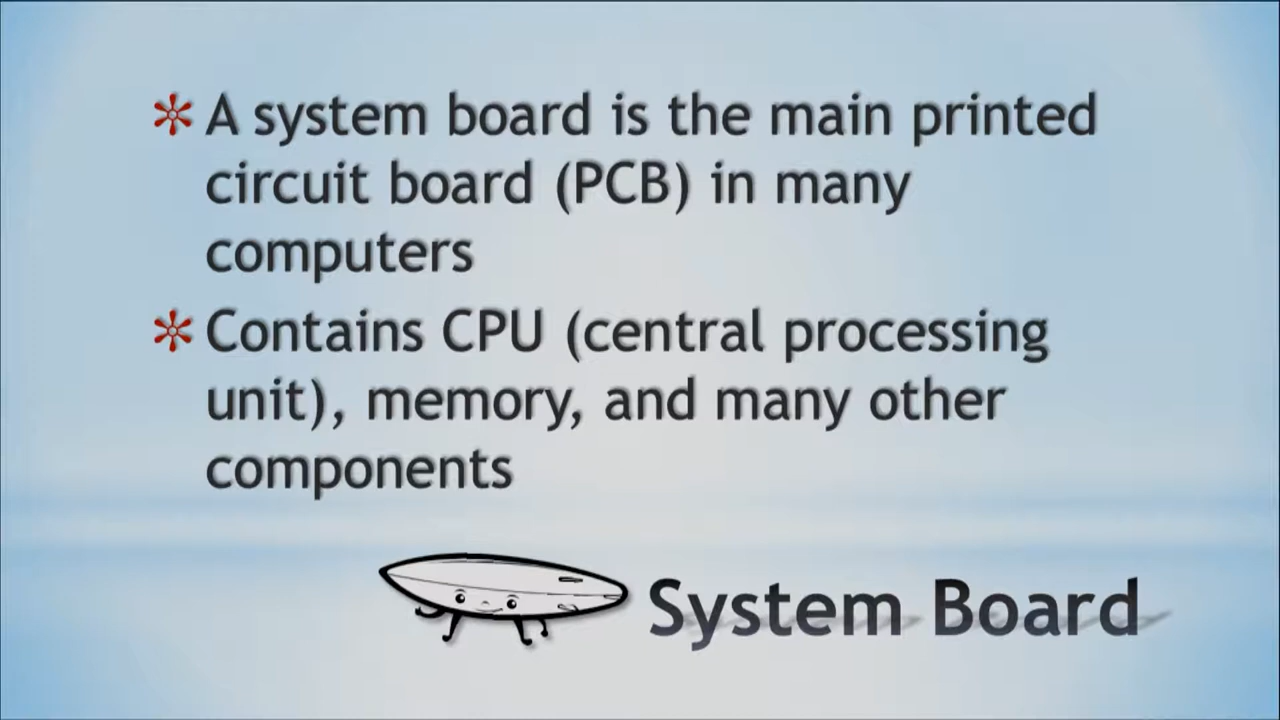 * A system board is the main printed
circuit board (PCB) in many
computers
* Contains CPU (central processing
unit), memory, and many other
components
System Board